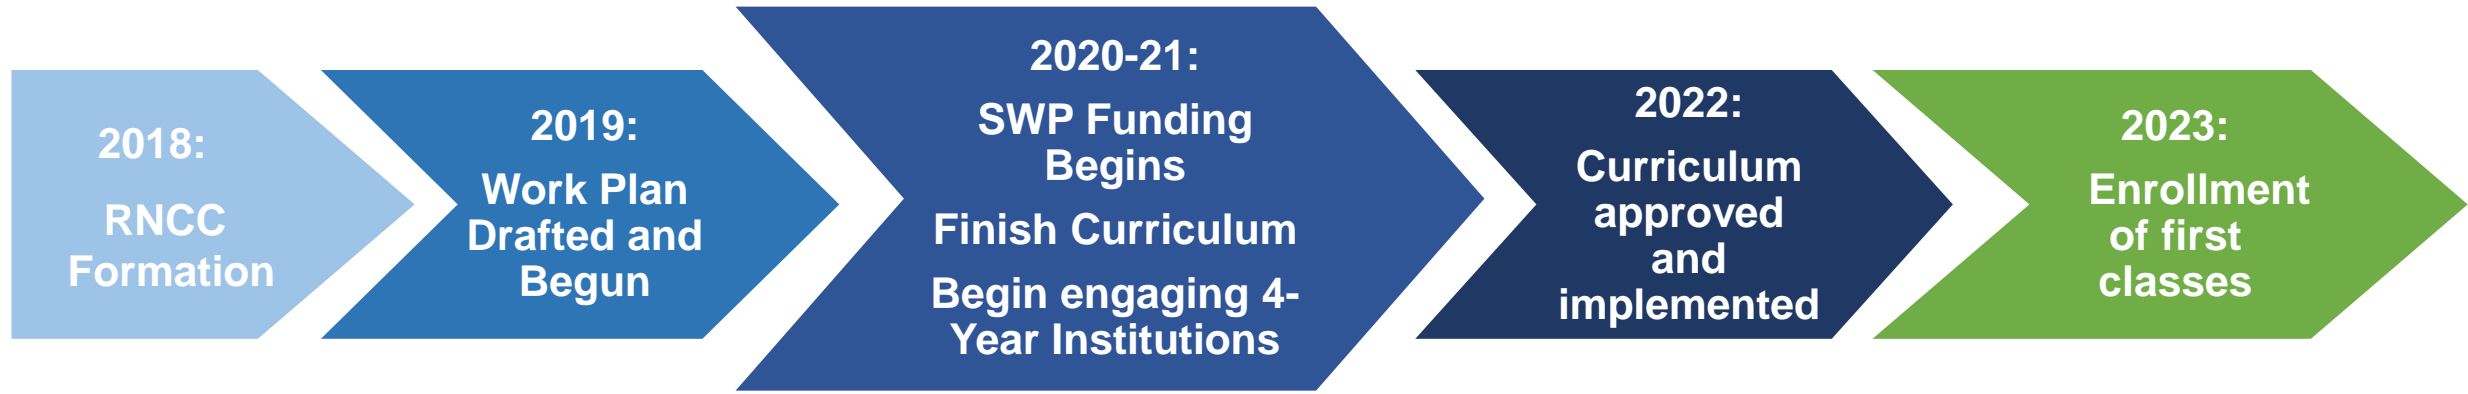 2018:
RNCC
Formation
2019:
Work Plan
Drafted and
Begun
2020-21:
SWP Funding
Begins
Finish Curriculum
Begin engaging 4-
Year Institutions
2022:
Curriculum
approved
and
implemented
2023:
Enrollment
of first
classes